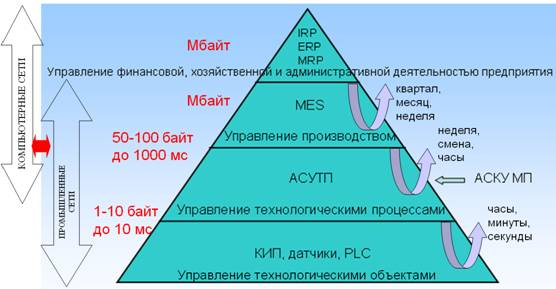 IRP
ERP
MRP
Мбайт
Управление финансовой, хозяйственной и административной деятельностью предприятия
квартал,
месяц,
неделя
Мбайт
MES
50-100 байт
до 1000 мс
Управление производством
неделя,
смена,
часы
АСУТП
АСКУ МП
1-10 байт
до 10 мс
Управление технологическими процессами
часы,
минуты,
секунды
КИП, датчики, PLC
Управление технологическими объектами
КОМПЬЮТЕРНЫЕ СЕТИ
ПРОМЫШЛЕННЫЕ
СЕТИ